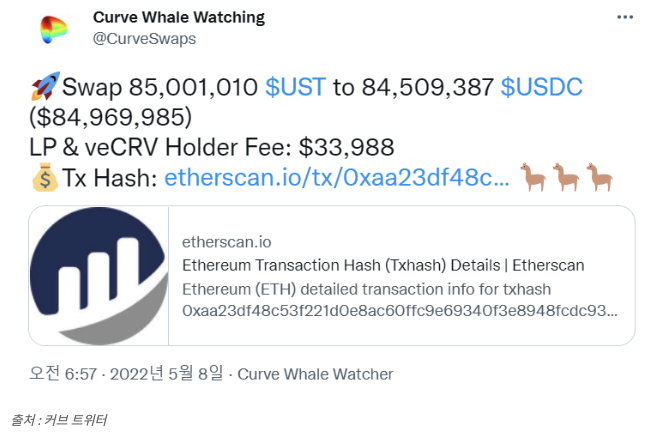 Curve Whale Watching
@CurveSwaps
🚀Swap 85,001,010 $UST to 84,509,387 $USDC
($84,969,985)
LP & veCRV Holder Fee: $33,988
💰Tx Hash: etherscan.io/tx/0xaa23df48c... 🦙🦙🦙
etherscan.io
Ethereum Transaction Hash (Txhash) Details | Etherscan
Ethereum (ETH) detailed transaction info for txhash
0xaa23df48c53f221d0e8ac60ffc9e69340f3e8948fcdc93...
오전 6:57 · 2022년 5월 8일 · Curve Whale Watcher
출처 : 커브 트위터